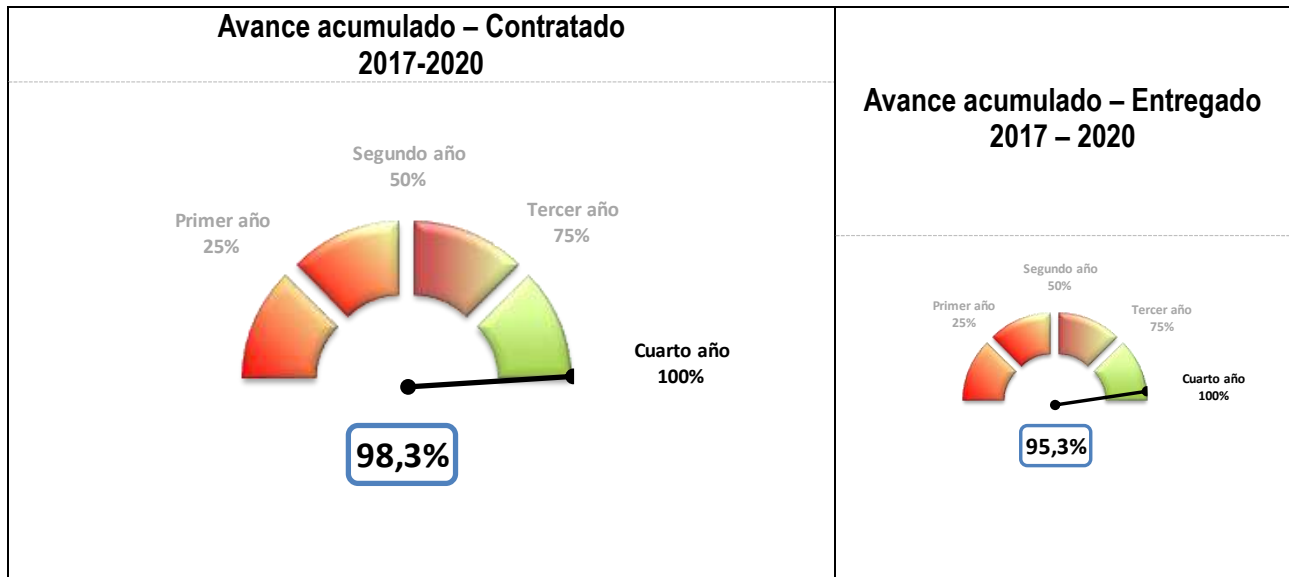 Avance acumulado – Contratado
2017-2020
Segundo año
50%
Primer año
25%
Tercer año
75%
Cuarto año
100%
98,3%
Avance acumulado – Entregado
2017 – 2020
Segundo año
50%
Primer año
25%
Tercer año
75%
Cuarto año
100%
95,3%